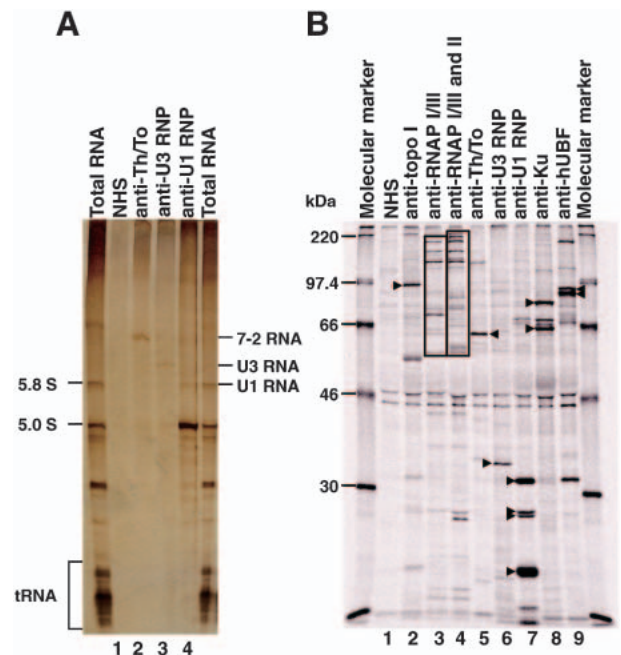 A
B
Total RNA
NHS
anti-Th/To
anti-U3 RNP
anti-U1 RNP
Total RNA
5.8 S
5.0 S
tRNA
7-2 RNA
U3 RNA
U1 RNA
1 2 3 4
Molecular marker
NHS
anti-topo I
anti-RNAP I/III
anti-RNAP I/III and II
anti-Th/To
anti-U3 RNP
anti-U1 RNP
anti-Ku
anti-hUBF
Molecular marker
kDa
220
97.4
66
46
30
1 2 3 4 5 6 7 8 9